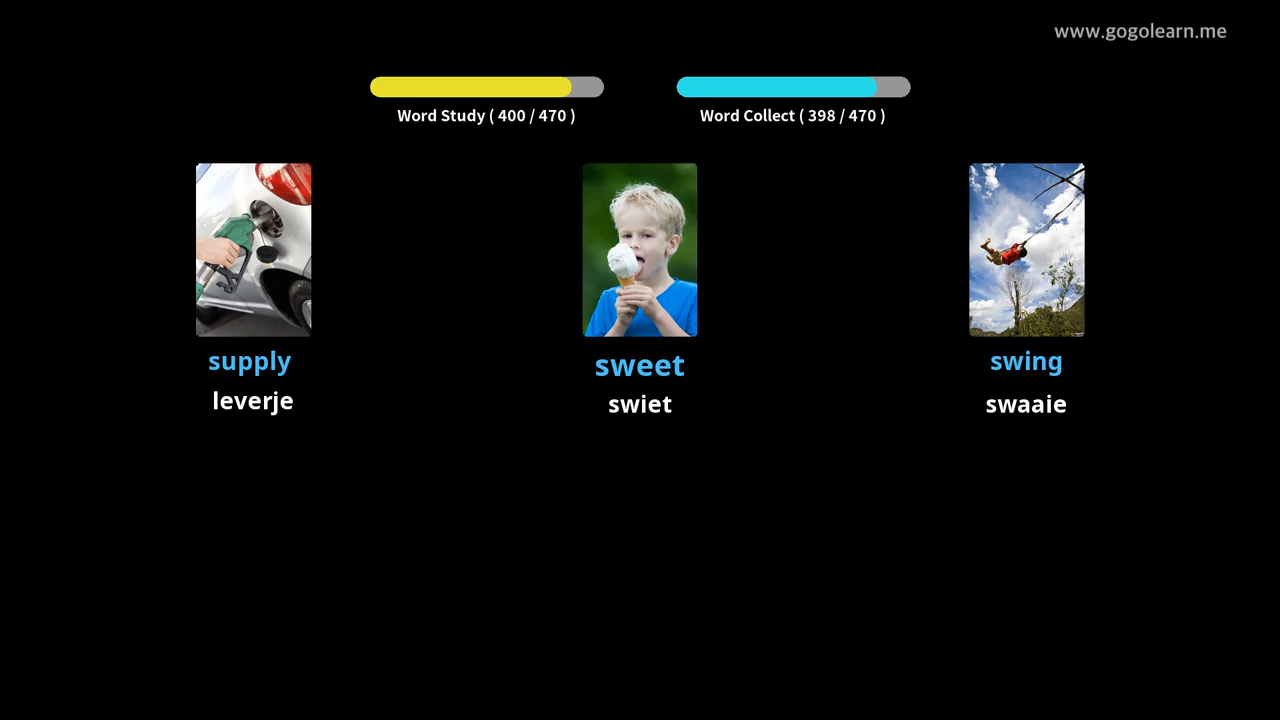 www.gogolearn.me
Word Study ( 400 / 470 )
Word Collect ( 398 / 470 )
supply
sweet
swing
leverje
swiet
swaaie